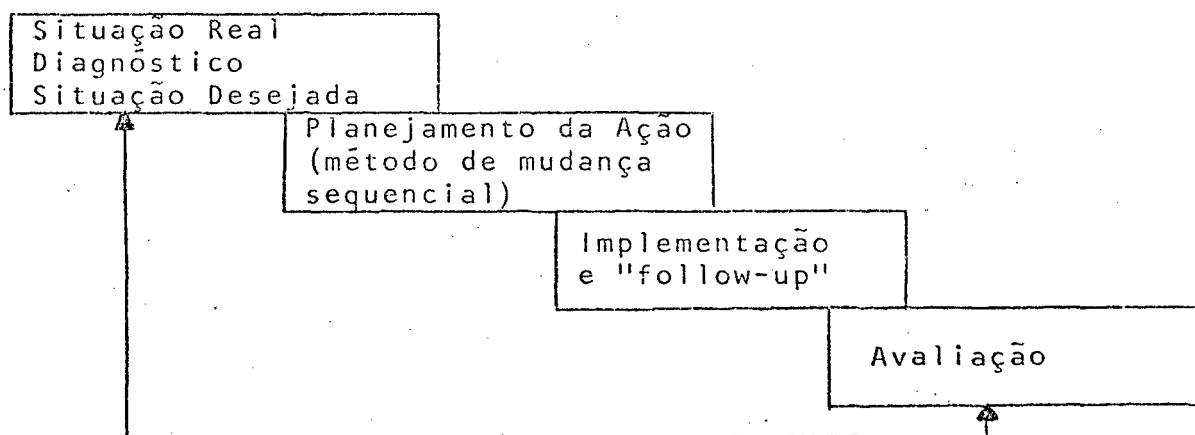 Situação Real
Diagnóstico
Situação Desejada
Planejamento da Ação
(método de mudança
sequencial)
Implementação
e "follow-up"
Avaliação